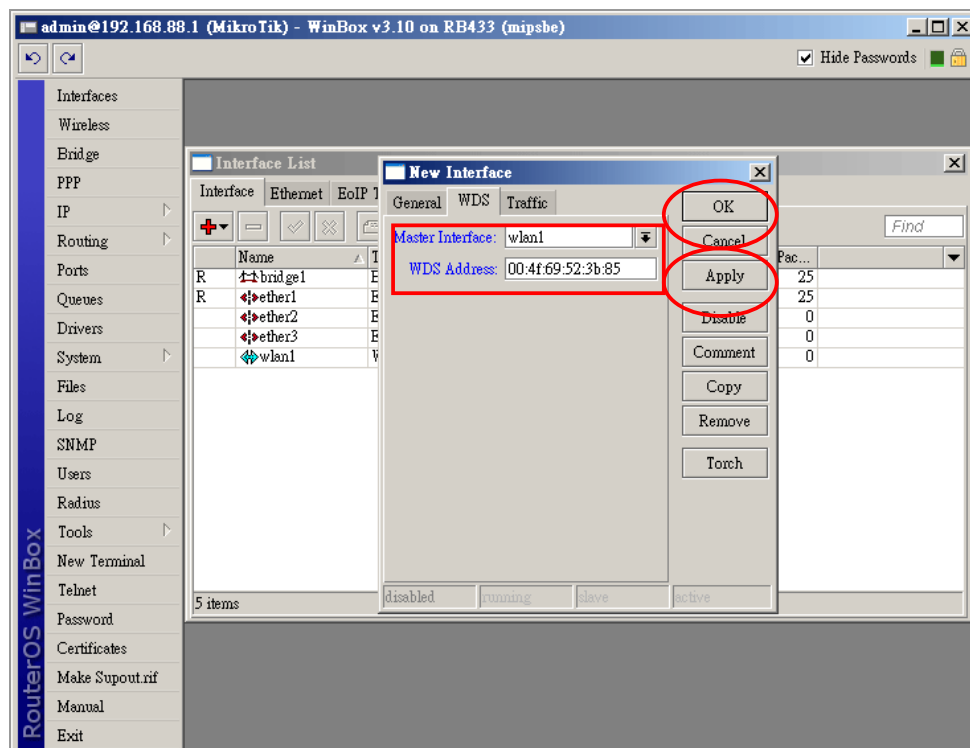 admin@192.168.88.1 (MikroTik) - WinBox v3.10 on RB433 (mipsbe)
Hide Passwords
Interfaces
Wireless
Bridge
PPP
IP
Routing
Ports
Queues
Drivers
System
Files
Log
SNMP
Users
Radius
Tools
New Terminal
Telnet
Password
Certificates
Make Supout.rif
Manual
Exit
RouterOS WinBox
Interface List
Interface Ethernet EoIP T
Find
Name T Pac...
R bridge1 E 25
R ether1 E 25
ether2 E 0
ether3 E 0
wlan1 W 0
5 items
New Interface
General WDS Traffic
Master Interface: wlan1
WDS Address: 00:4f:69:52:3b:85
OK
Cancel
Apply
Disable
Comment
Copy
Remove
Torch
disabled running slave active